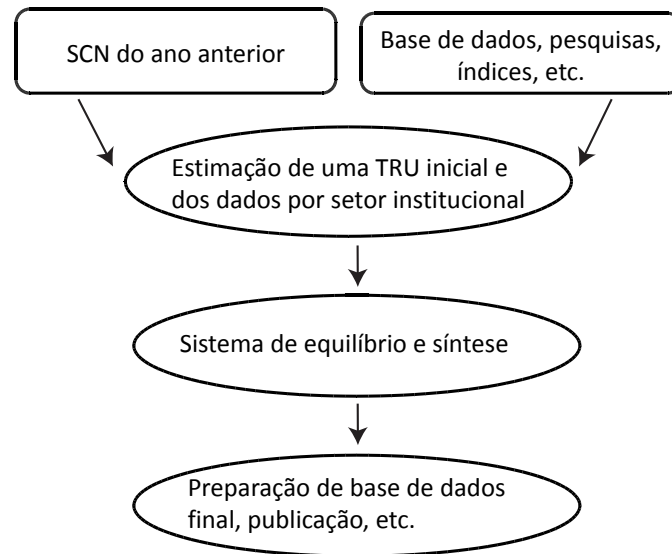 SCN do ano anterior
Base de dados, pesquisas,
índices, etc.
Estimação de uma TRU inicial e
dos dados por setor institucional
Sistema de equilíbrio e síntese
Preparação de base de dados
final, publicação, etc.